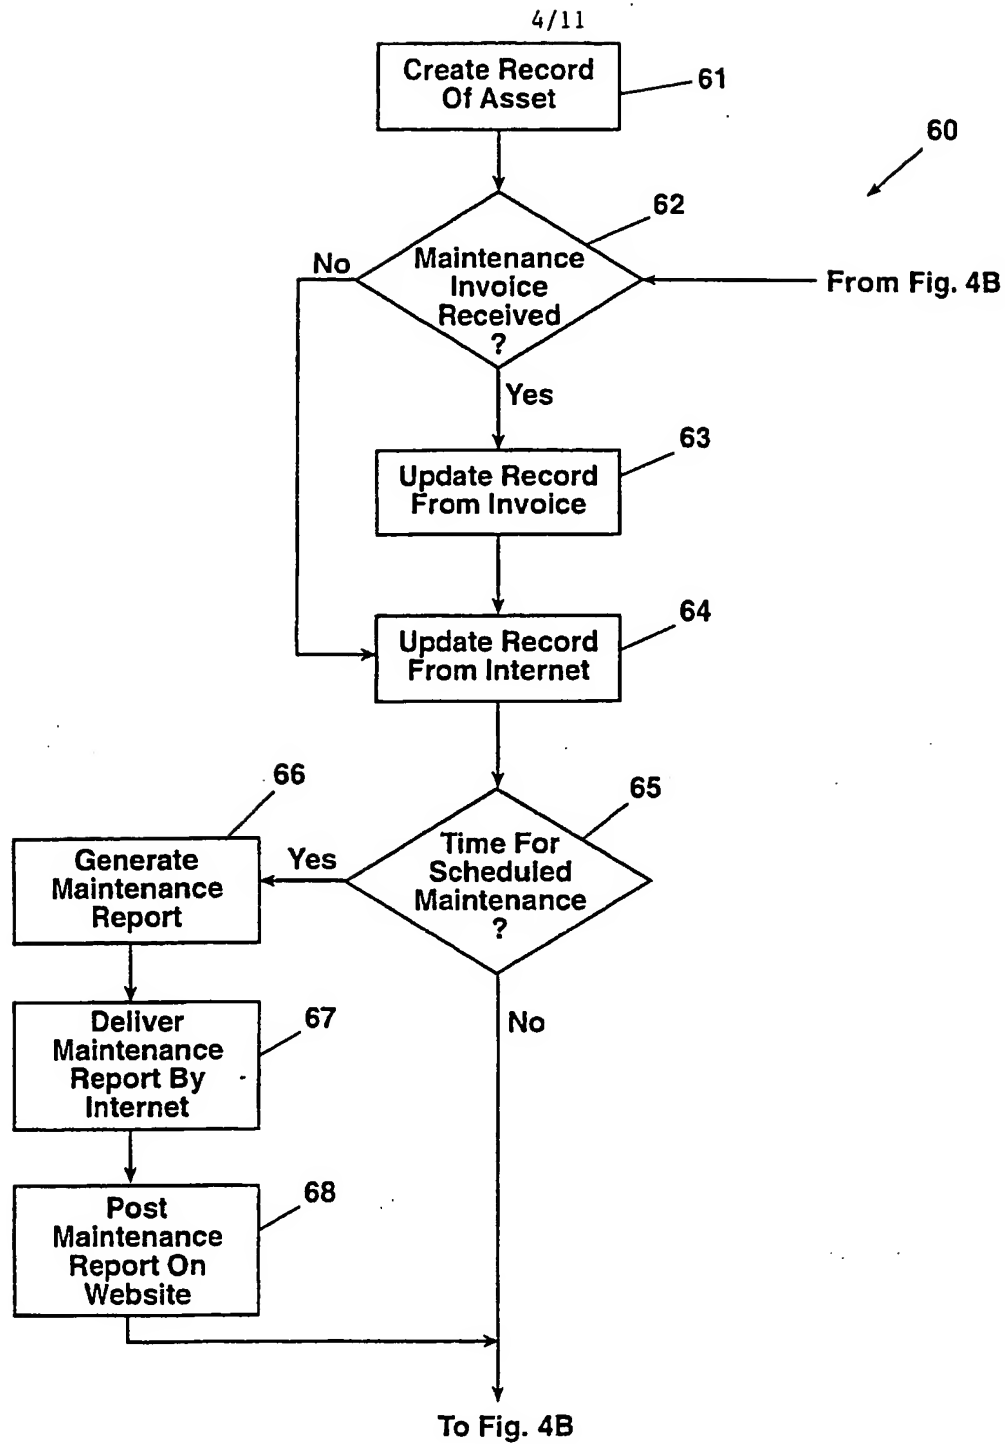 4/11
Create Record
Of Asset
61
60
62
No
Maintenance
Invoice
Received
?
From Fig. 4B
Yes
63
Update Record
From Invoice
64
Update Record
From Internet
66
65
Generate
Maintenance
Report
Yes
Time For
Scheduled
Maintenance
?
67
Deliver
Maintenance
Report By
Internet
No
68
Post
Maintenance
Report On
Website
To Fig. 4B